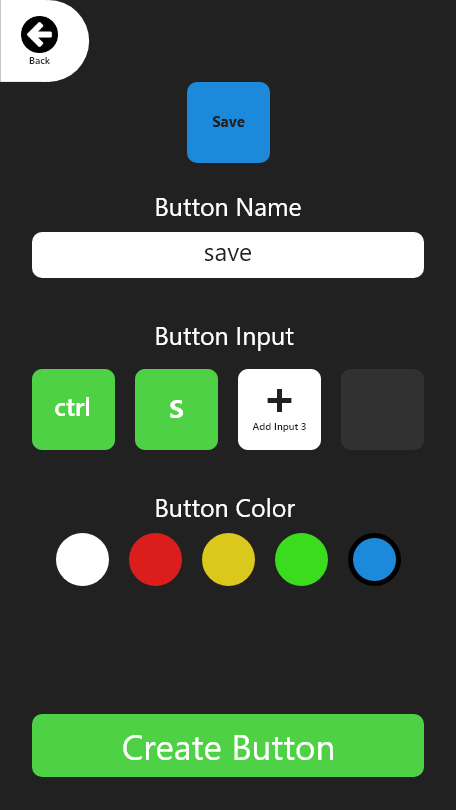 Back
Save
Button Name
save
Button Input
ctrl
S
Add Input 3
Button Color
Create Button